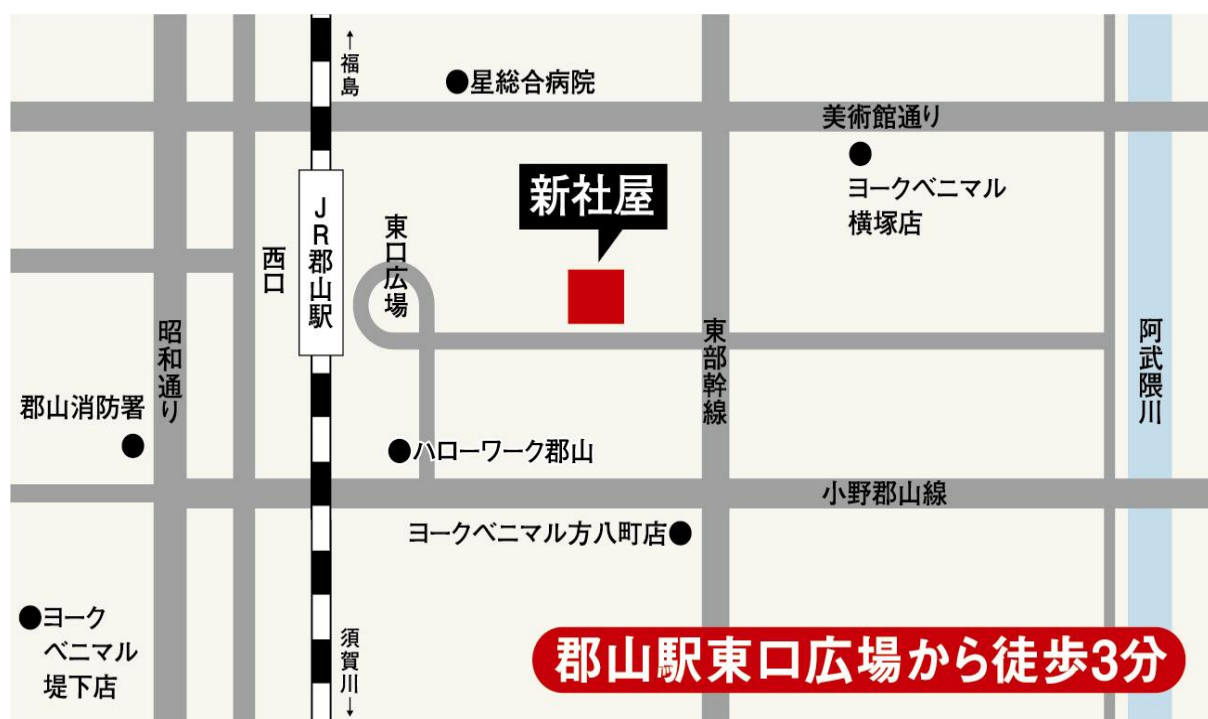 ↑福島
星総合病院
美術館通り
新社屋
ヨークベニマル
横塚店
JR郡山駅
西口
東口広場
昭和通り
東部幹線
阿武隈川
郡山消防署
ハローワーク郡山
小野郡山線
ヨークベニマル方八町店
ヨーク
ベニマル
堤下店
須賀川↓
郡山駅東口広場から徒歩3分